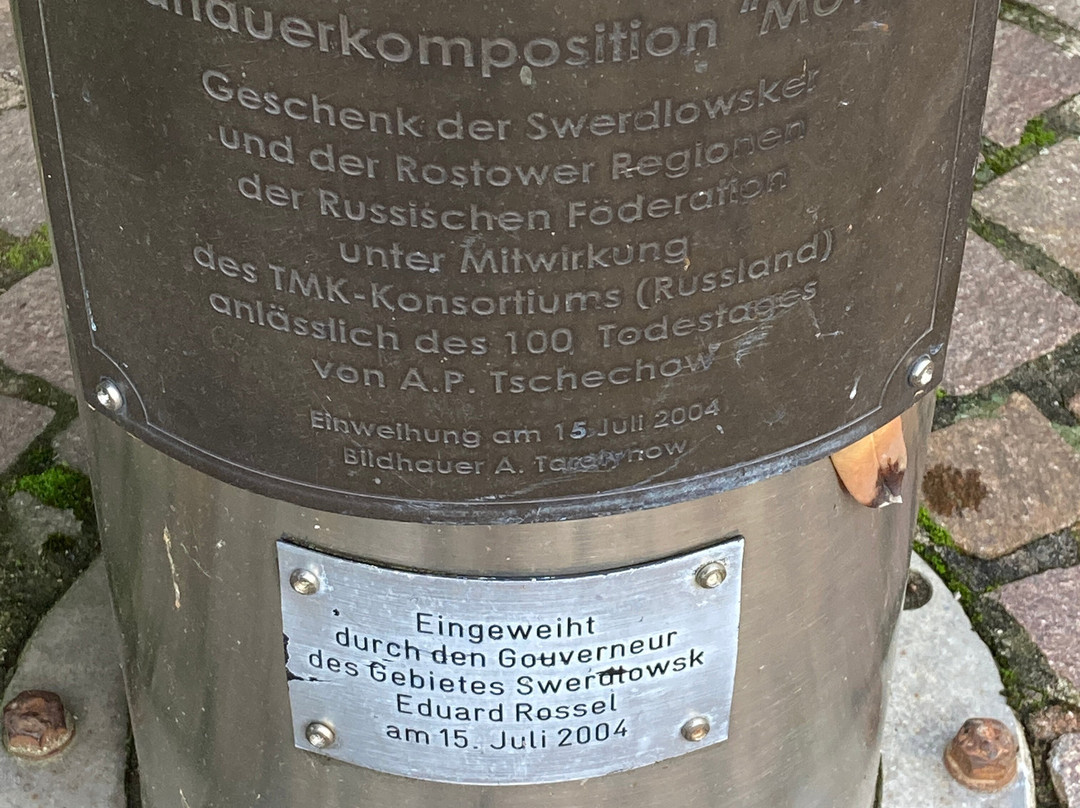 Geschenk der Swerdlowsker
und der Rostower Regionen
der Russischen Föderation
unter Mitwirkung
des TMK-Konsortiums (Russland)
anlässlich des 100 Todestages
von A.P. Tschechow
Einweihung am 15 Juli 2004
Bildhauer A.
Eingeweiht
durch den Gouverneur
des Gebietes Swerdlowsk
Eduard Rossel
am 15. Juli 2004